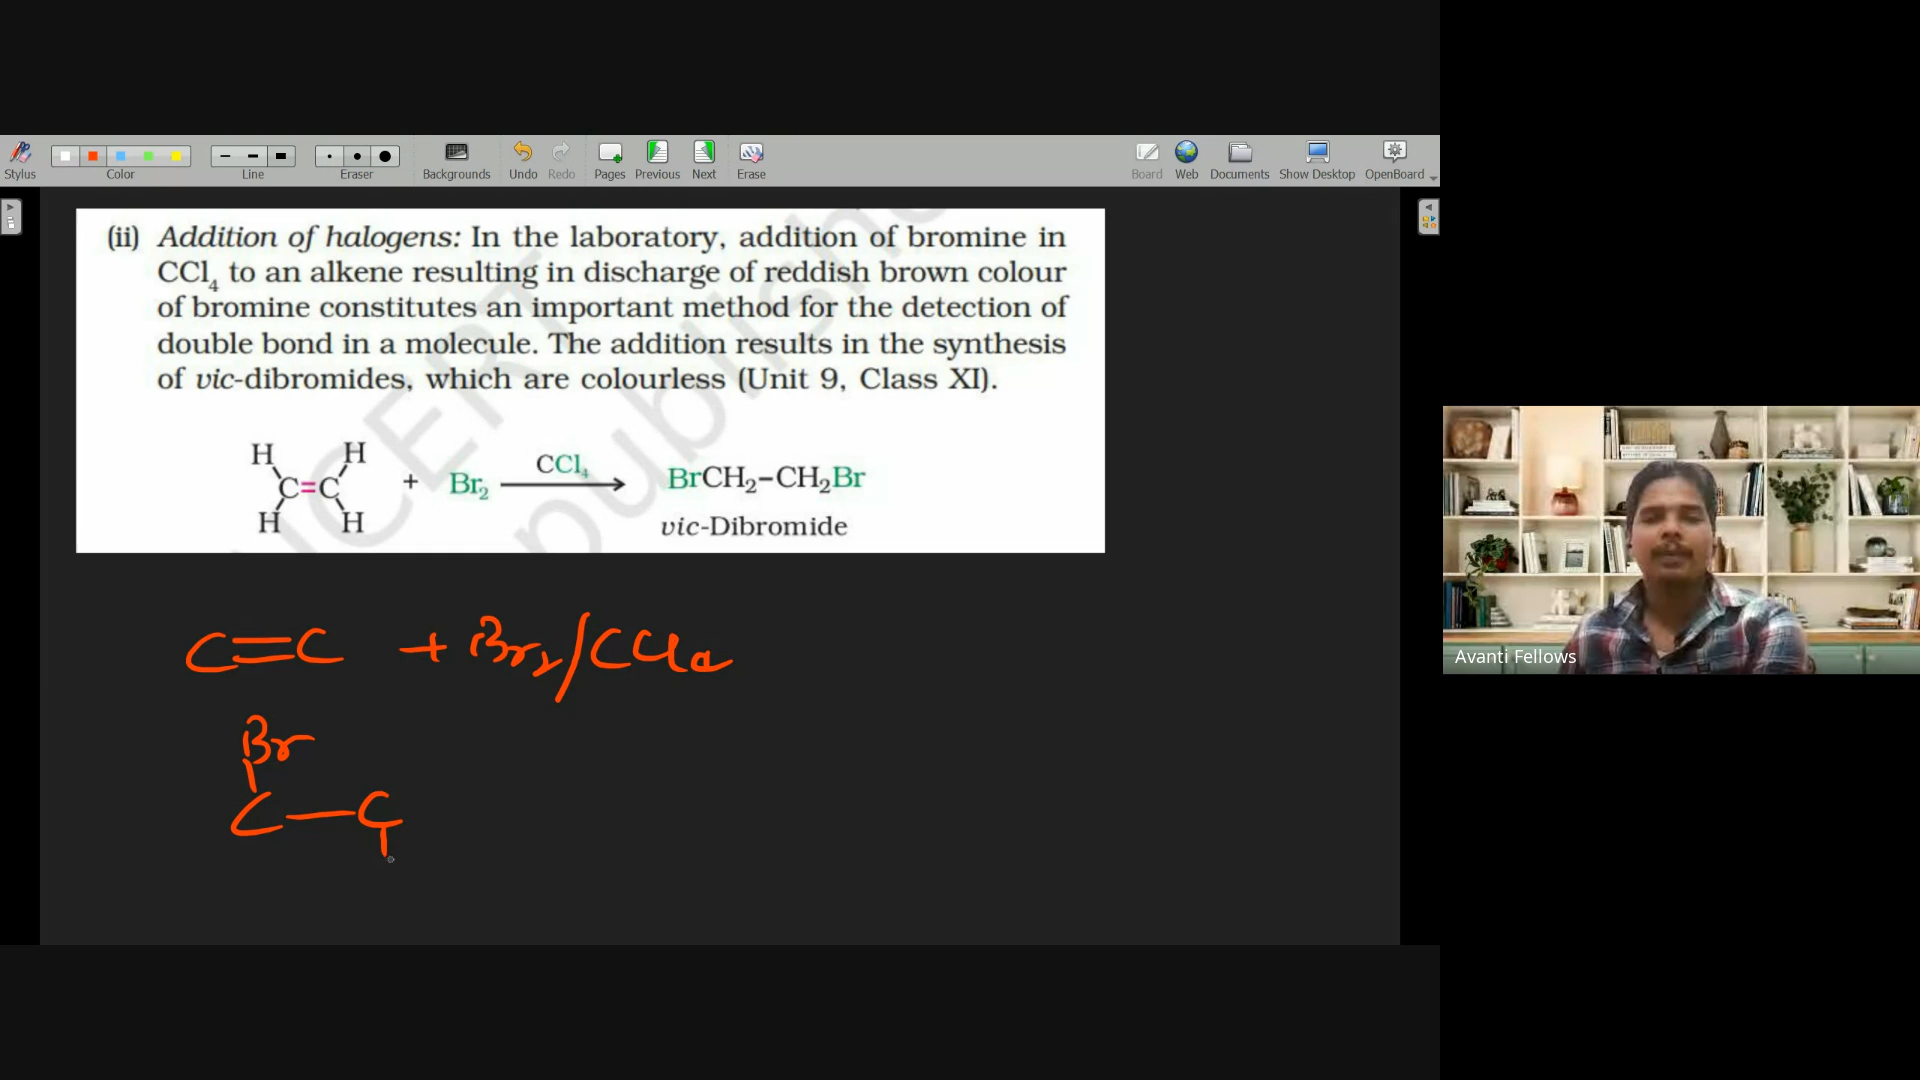 Stylus Color Line Eraser Backgrounds Undo Redo Pages Previous Next Erase Board Web Documents Show Desktop OpenBoard
(ii) Addition of halogens: In the laboratory, addition of bromine in
CCl4 to an alkene resulting in discharge of reddish brown colour
of bromine constitutes an important method for the detection of
double bond in a molecule. The addition results in the synthesis
of vic-dibromides, which are colourless (Unit 9, Class XI).
H H
C=C + Br2 CCl4 BrCH2–CH2Br
H H
vic-Dibromide
NCERT
C=C + Br2/CCl4
Br
C—C
Avanti Fellows